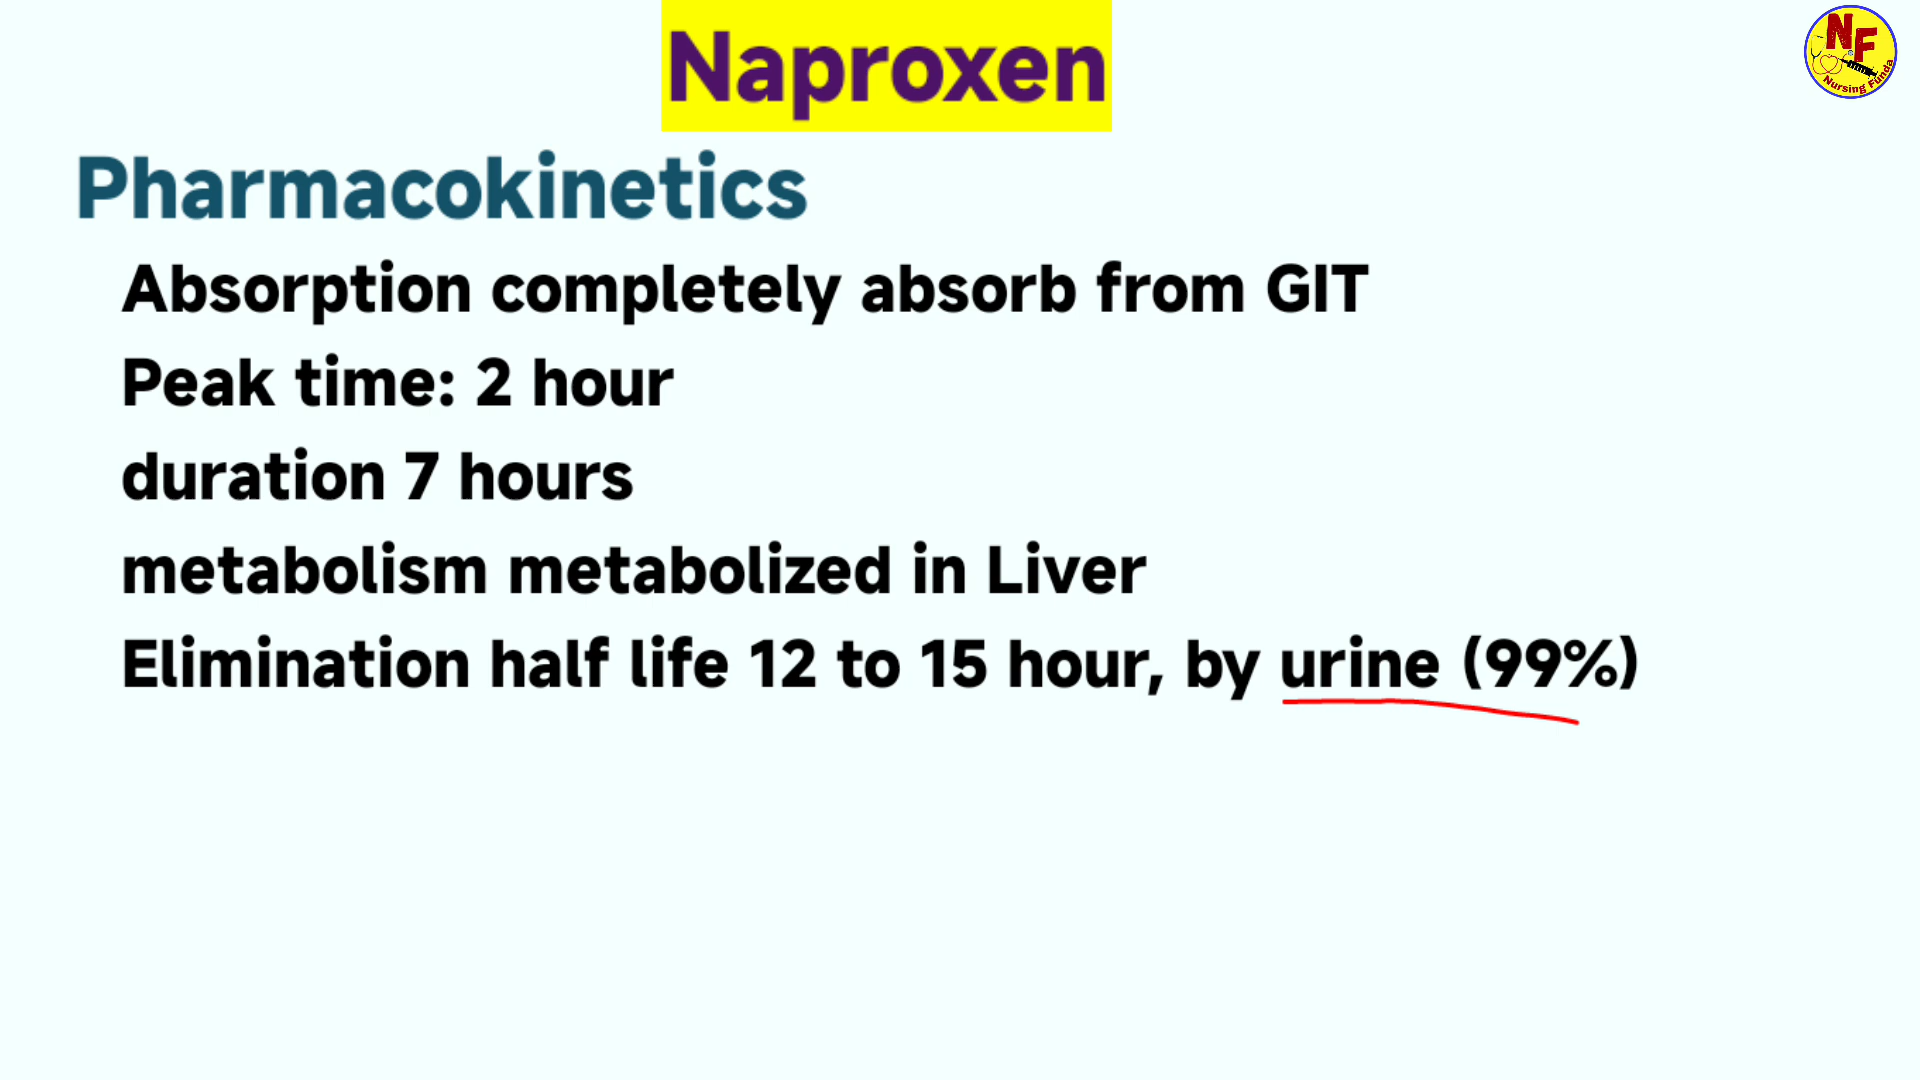 Naproxen
NF
Nursing Funda
Pharmacokinetics
Absorption completely absorb from GIT
Peak time: 2 hour
duration 7 hours
metabolism metabolized in Liver
Elimination half life 12 to 15 hour, by urine (99%)